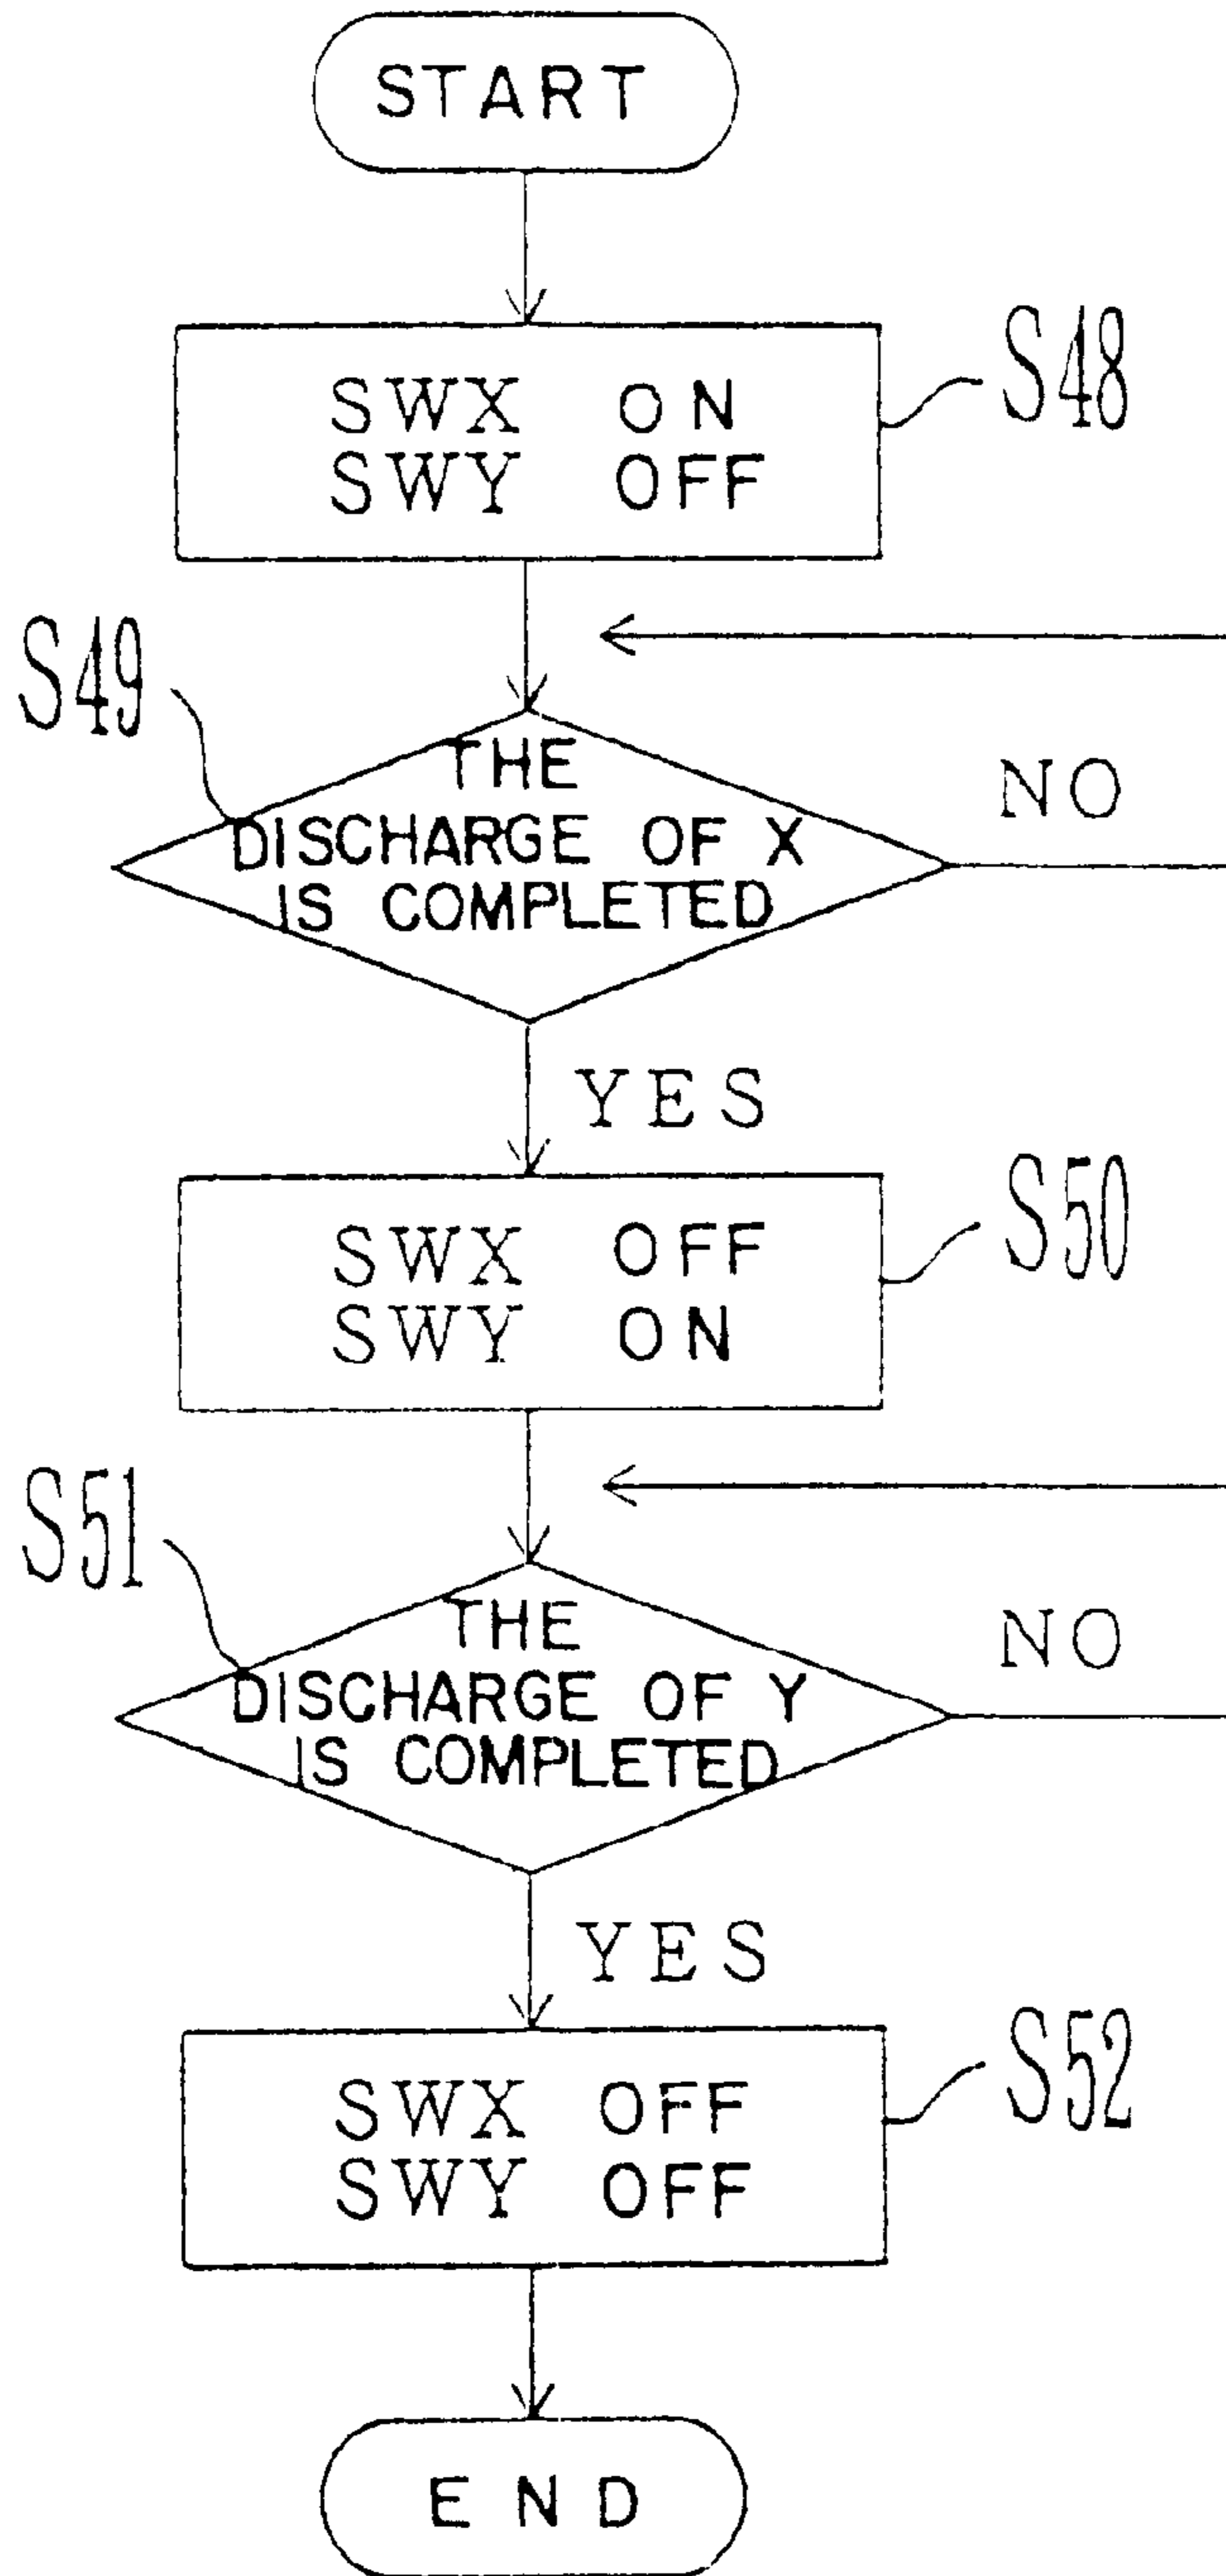 START
SWX ON
SWY OFF
S48
S49
THE
DISCHARGE OF X
IS COMPLETED
NO
YES
SWX OFF
SWY ON
S50
S51
THE
DISCHARGE OF Y
IS COMPLETED
NO
YES
SWX OFF
SWY OFF
S52
END